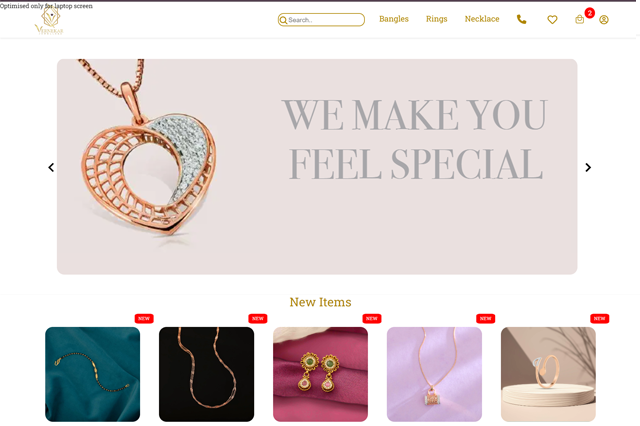 Optimised only for laptop screen
Search..
Bangles
Rings
Necklace
2
WE MAKE YOU
FEEL SPECIAL
New Items
NEW
NEW
NEW
NEW
NEW